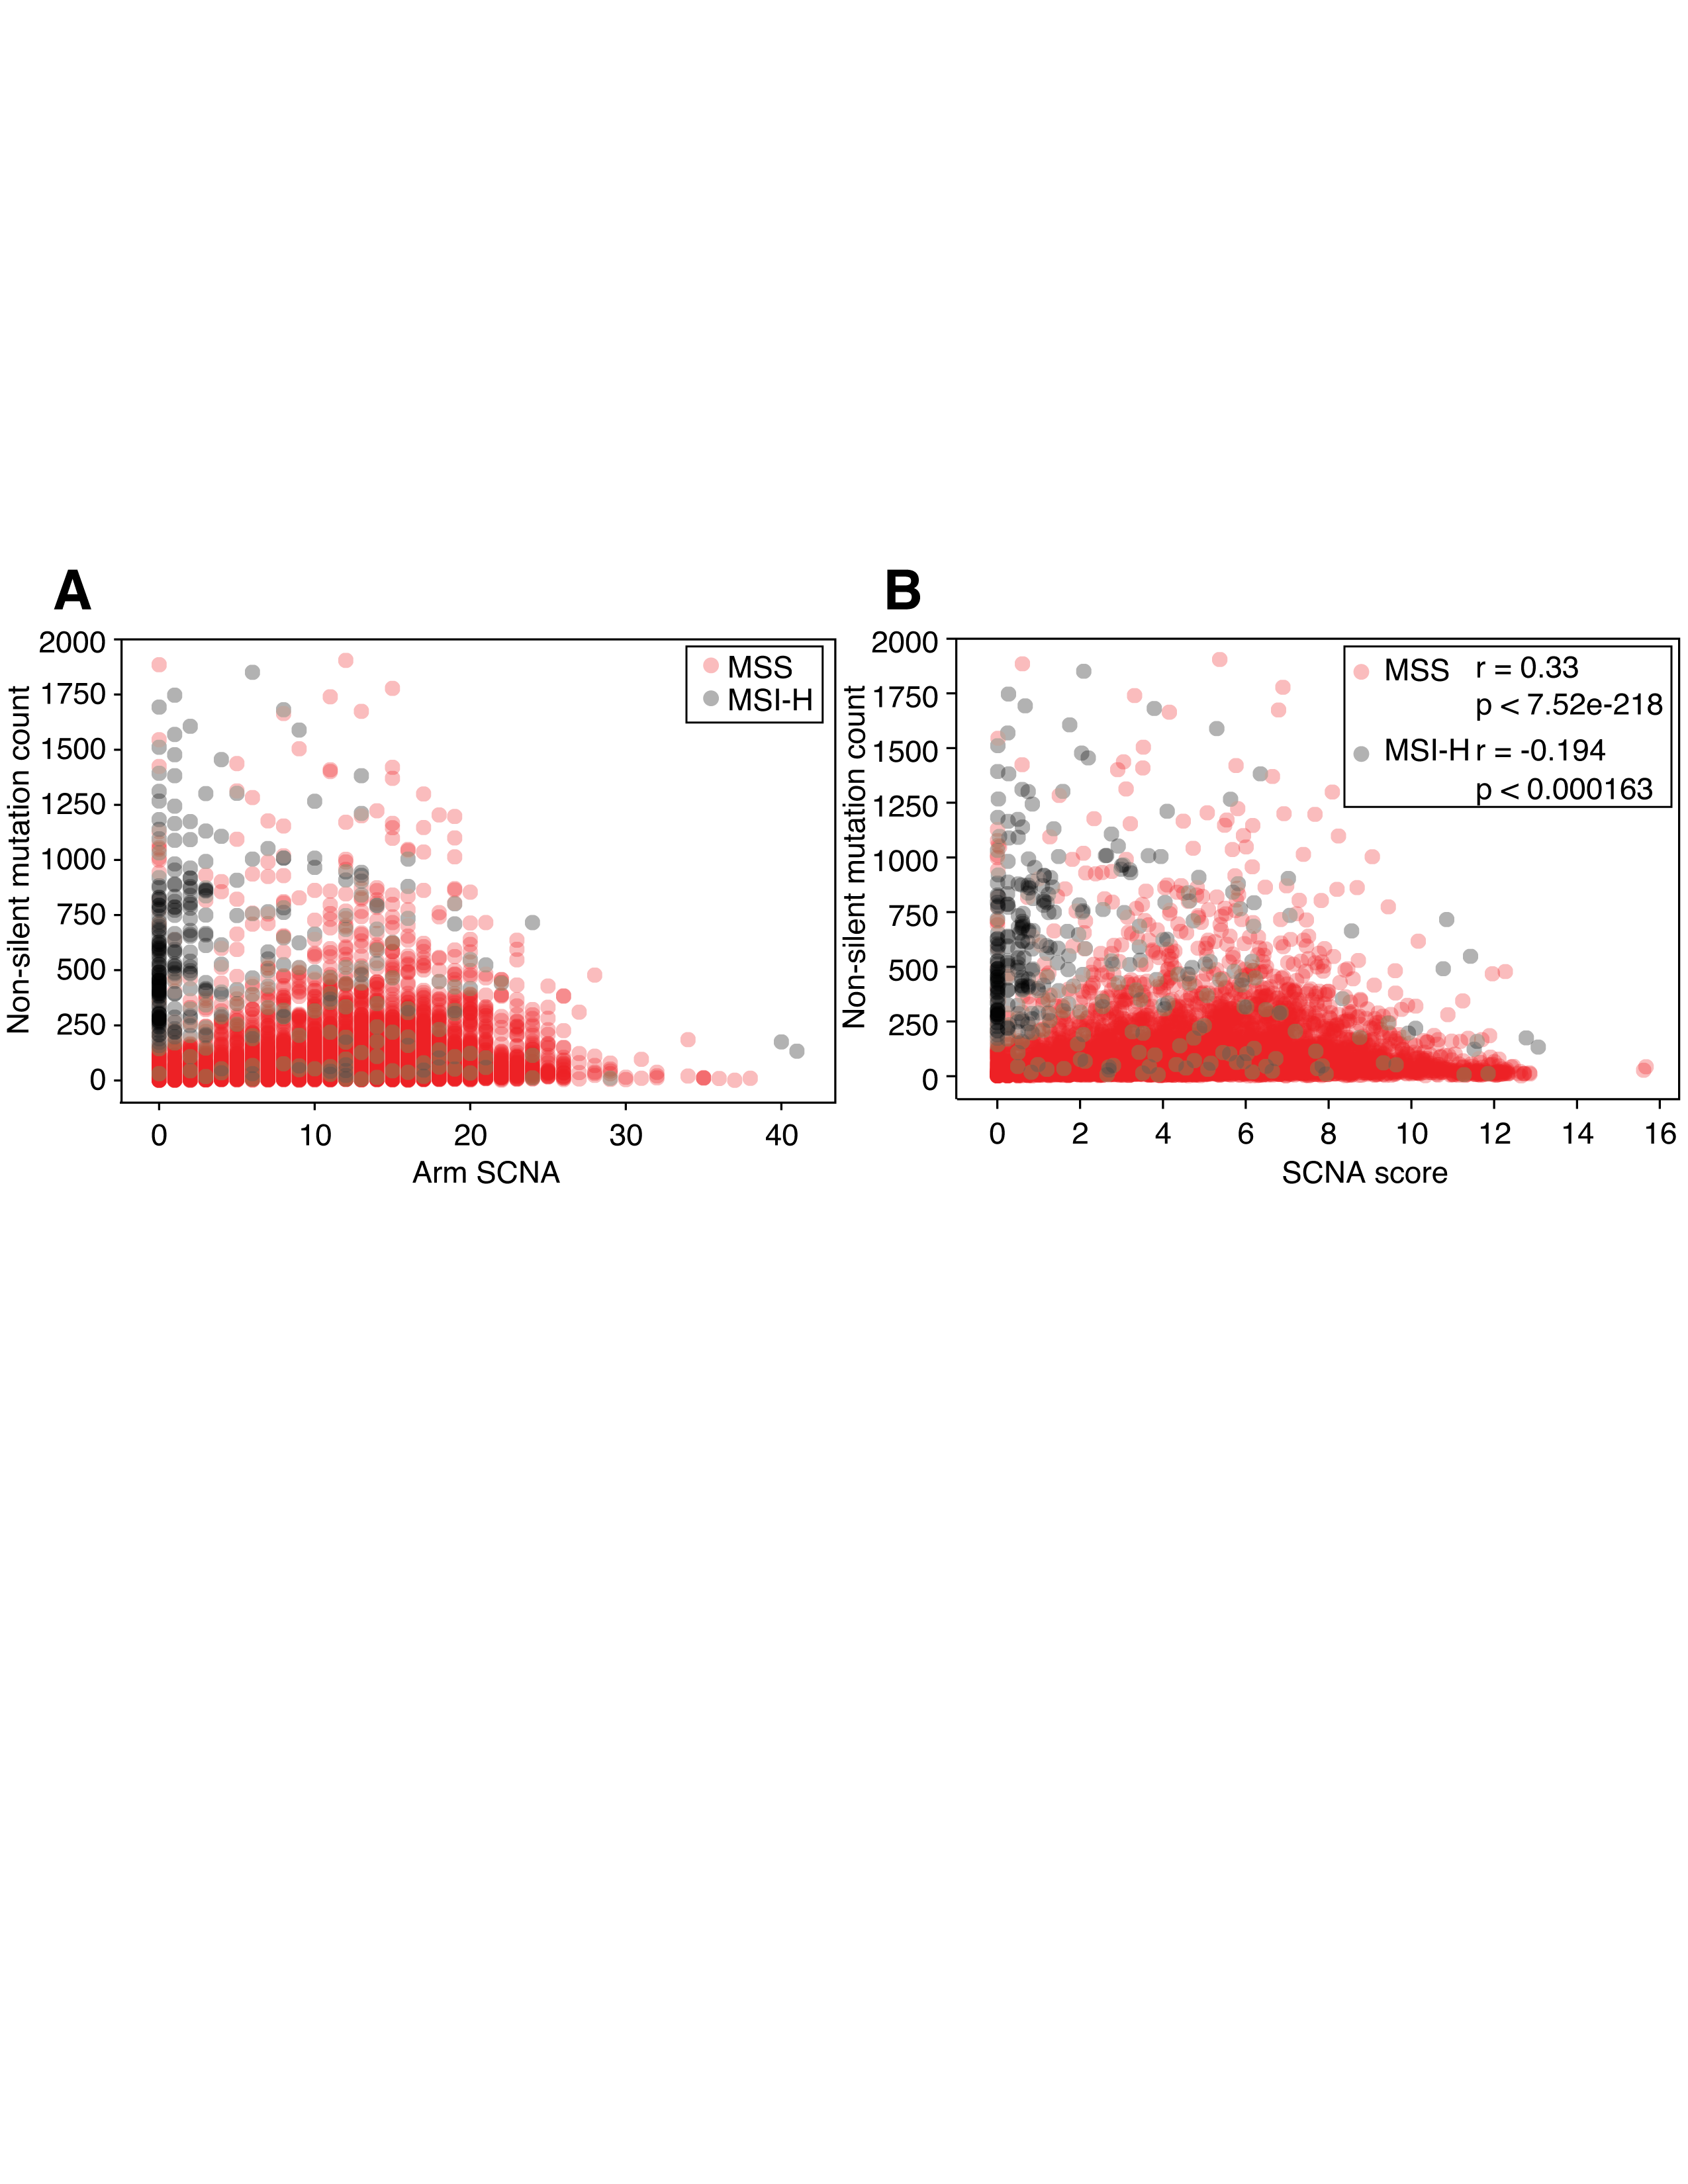 A
B
2000
1750
1500
1250
1000
750
500
250
0
Non-silent mutation count
MSS
MSI-H
0 10 20 30 40
Arm SCNA
2000
1750
1500
1250
1000
750
500
250
0
Non-silent mutation count
MSS r = 0.33
p < 7.52e-218
MSI-H r = -0.194
p < 0.000163
0 2 4 6 8 10 12 14 16
SCNA score